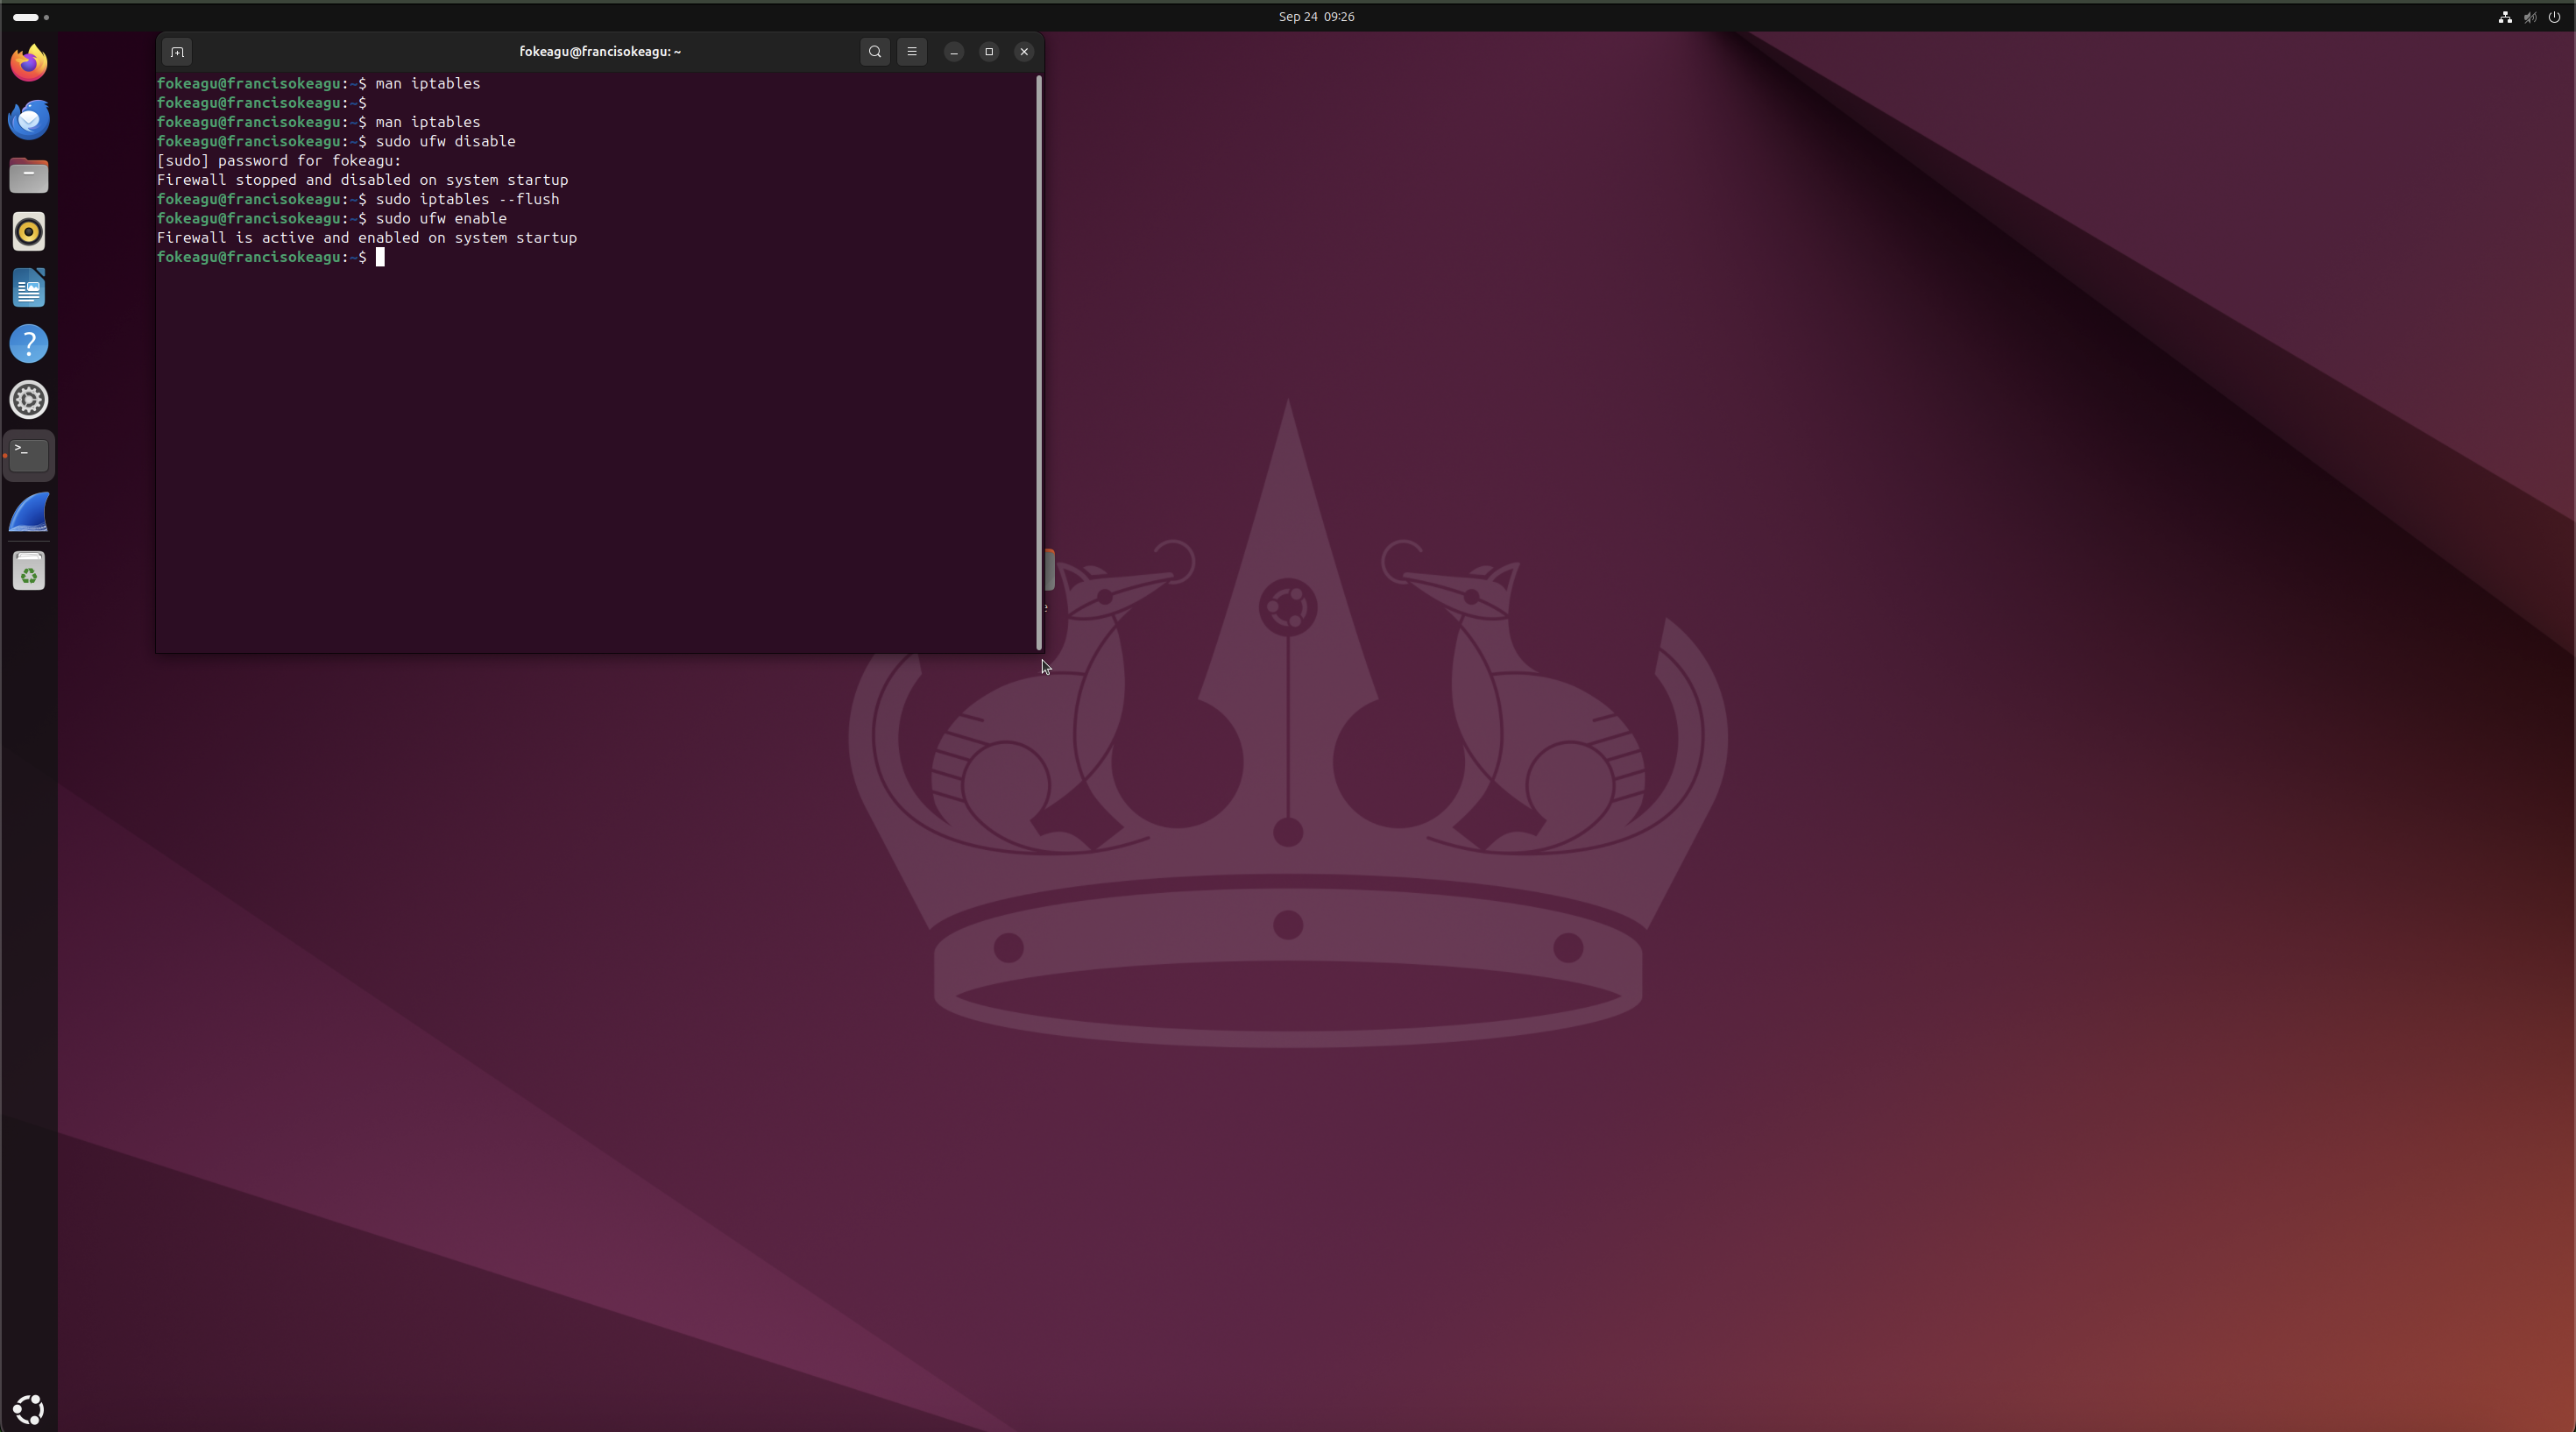 Sep 24 09:26
fokeagu@francisokeagu: ~
fokeagu@francisokeagu:~$ man iptables
fokeagu@francisokeagu:~$
fokeagu@francisokeagu:~$ man iptables
fokeagu@francisokeagu:~$ sudo ufw disable
[sudo] password for fokeagu:
Firewall stopped and disabled on system startup
fokeagu@francisokeagu:~$ sudo iptables --flush
fokeagu@francisokeagu:~$ sudo ufw enable
Firewall is active and enabled on system startup
fokeagu@francisokeagu:~$